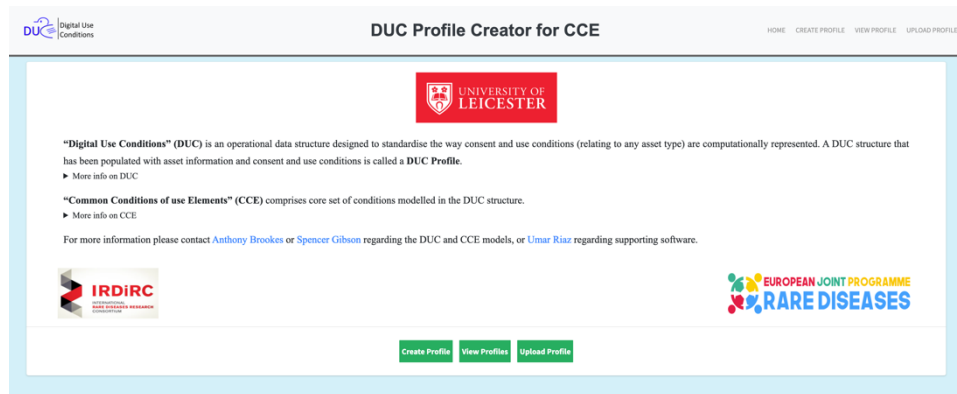 DUC Digital Use
Conditions
DUC Profile Creator for CCE
HOME CREATE PROFILE VIEW PROFILE UPLOAD PROFILE
UNIVERSITY OF
LEICESTER
“Digital Use Conditions” (DUC) is an operational data structure designed to standardise the way consent and use conditions (relating to any asset type) are computationally represented. A DUC structure that
has been populated with asset information and consent and use conditions is called a DUC Profile.
▶ More info on DUC
“Common Conditions of use Elements” (CCE) comprises core set of conditions modelled in the DUC structure.
▶ More info on CCE
For more information please contact Anthony Brookes or Spencer Gibson regarding the DUC and CCE models, or Umar Riaz regarding supporting software.
IRDiRC
INTERNATIONAL
RARE DISEASES RESEARCH
CONSORTIUM
EUROPEAN JOINT PROGRAMME
RARE DISEASES
Create Profile View Profiles Upload Profile